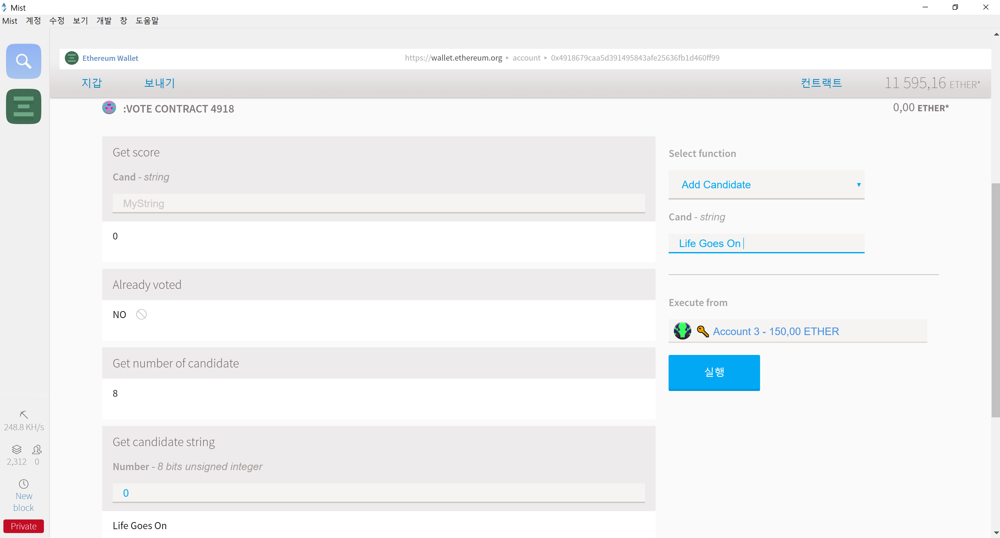 Mist
Mist 계정 수정 보기 개발 창 도움말
Ethereum Wallet
https://wallet.ethereum.org ▸ account ▸ 0x4918679caa5d391495843afe25636fb1d460ff99
지갑 보내기 컨트랙트 11 595,16 ETHER*
:VOTE CONTRACT 4918
0,00 ETHER*
Get score
Cand - string
MyString
0
Already voted
NO
Get number of candidate
8
Get candidate string
Number - 8 bits unsigned integer
0
Life Goes On
Select function
Add Candidate
Cand - string
Life Goes On
Execute from
Account 3 - 150,00 ETHER
실행
248.8 KH/s
2,312 0
New
block
Private